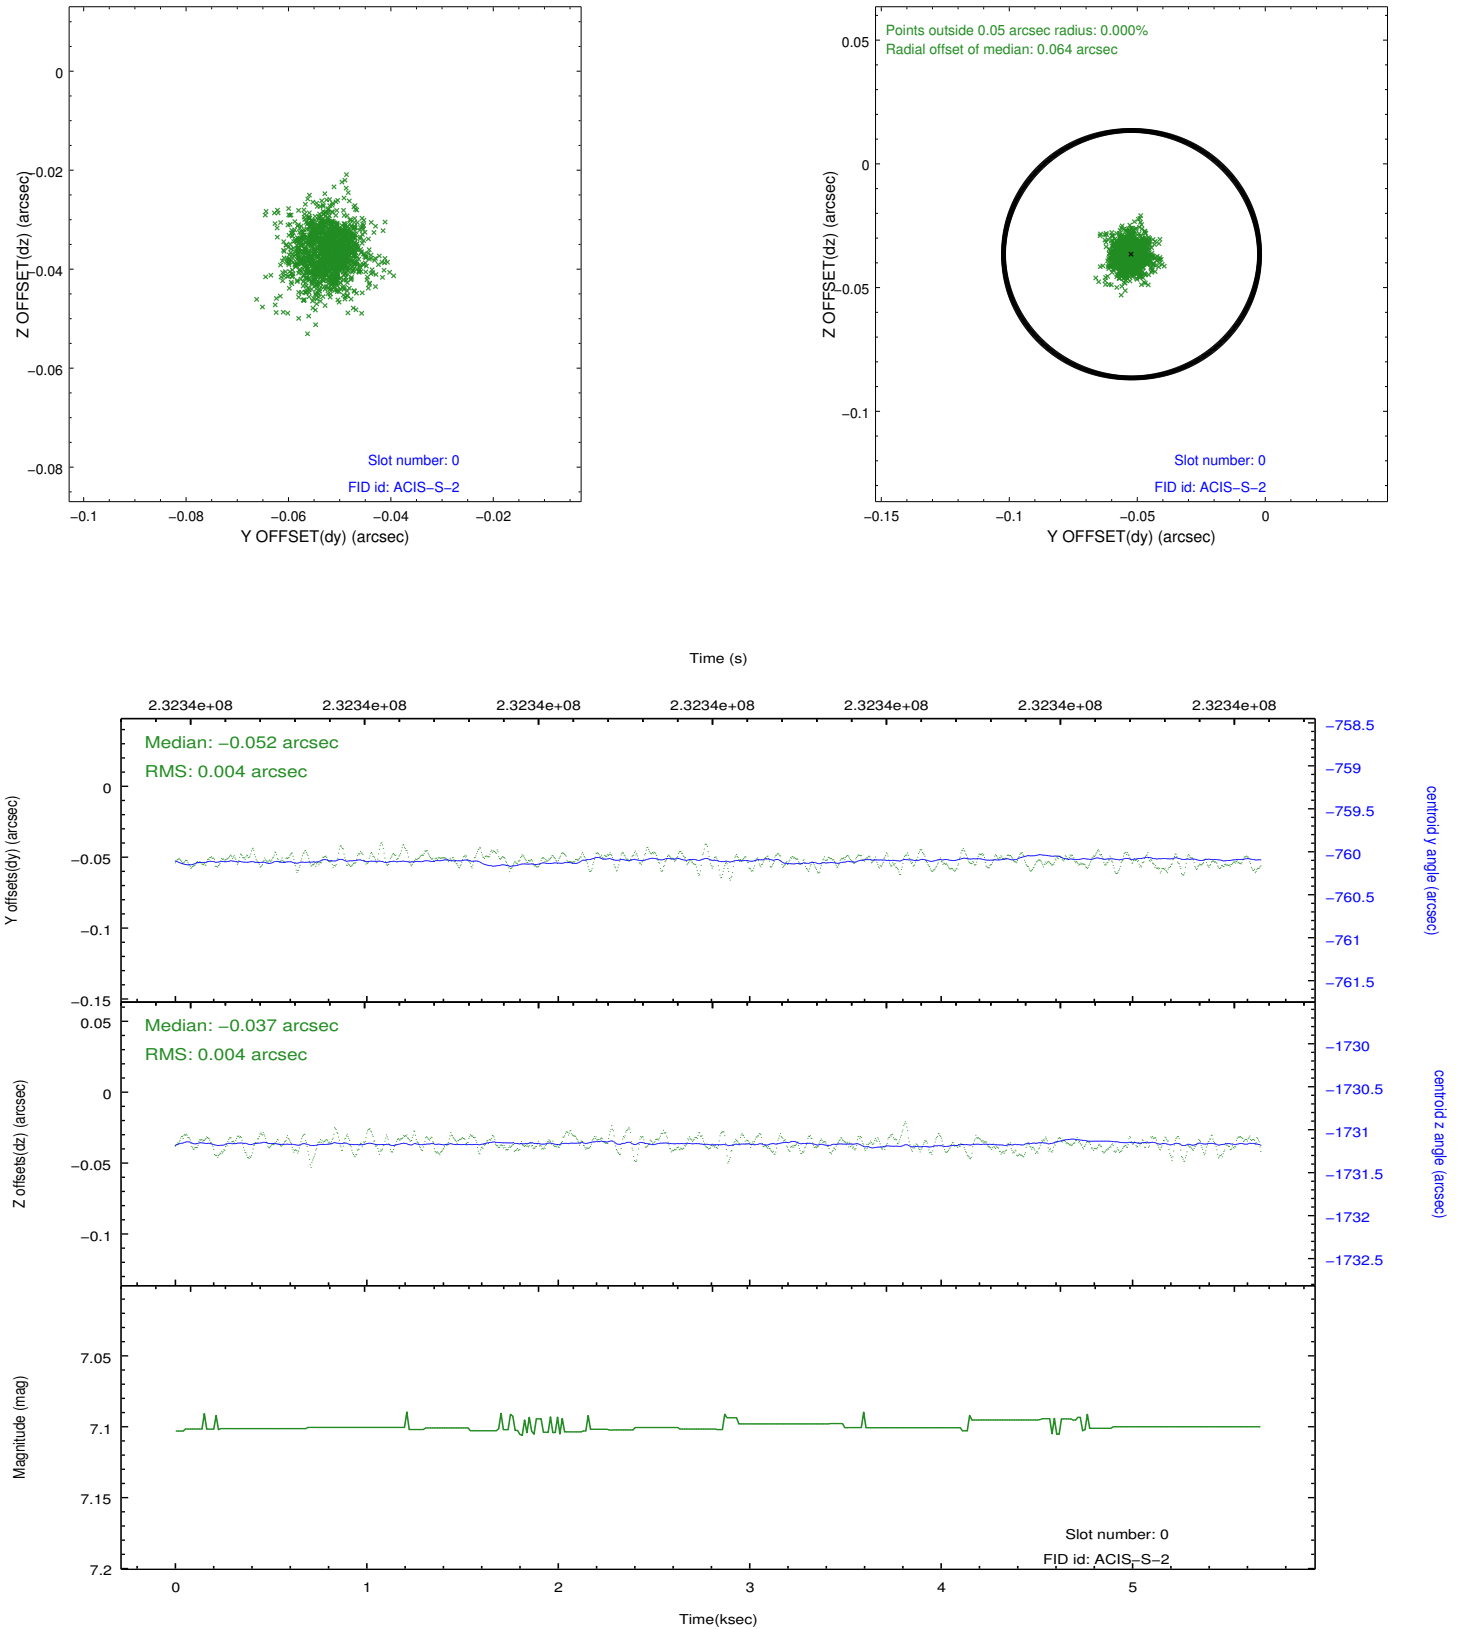 0
−0.02
−0.04
−0.06
−0.08
Z OFFSET(dz) (arcsec)
Slot number: 0
FID id: ACIS−S−2
−0.1 −0.08 −0.06 −0.04 −0.02
Y OFFSET(dy) (arcsec)
Points outside 0.05 arcsec radius: 0.000%
Radial offset of median: 0.064 arcsec
0.05
0
−0.05
−0.1
Z OFFSET(dz) (arcsec)
Slot number: 0
FID id: ACIS−S−2
−0.15 −0.1 −0.05 0
Y OFFSET(dy) (arcsec)
Time (s)
2.3234e+08 2.3234e+08 2.3234e+08 2.3234e+08 2.3234e+08 2.3234e+08 2.3234e+08
Median: −0.052 arcsec
RMS: 0.004 arcsec
0
−0.05
−0.1
−0.15
Y offsets(dy) (arcsec)
−758.5
−759
−759.5
−760
−760.5
−761
−761.5
centroid y angle (arcsec)
Median: −0.037 arcsec
RMS: 0.004 arcsec
0.05
0
−0.05
−0.1
Z offsets(dz) (arcsec)
−1730
−1730.5
−1731
−1731.5
−1732
−1732.5
centroid z angle (arcsec)
7.05
7.1
7.15
7.2
Magnitude (mag)
Slot number: 0
FID id: ACIS−S−2
0 1 2 3 4 5
Time(ksec)